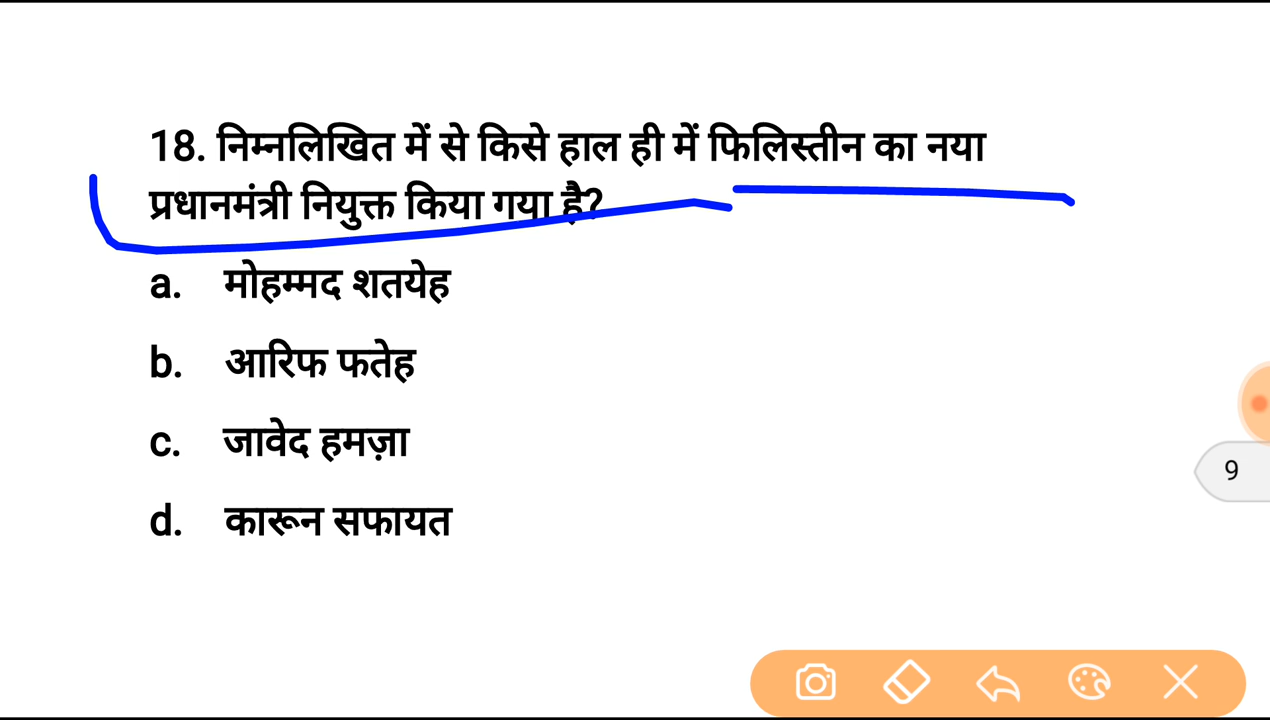 18. निम्नलिखित में से किसे हाल ही में फिलिस्तीन का नया
प्रधानमंत्री नियुक्त किया गया है?
a. मोहम्मद शतयेह
b. आरिफ फतेह
c. जावेद हमज़ा
d. कारून सफायत
9